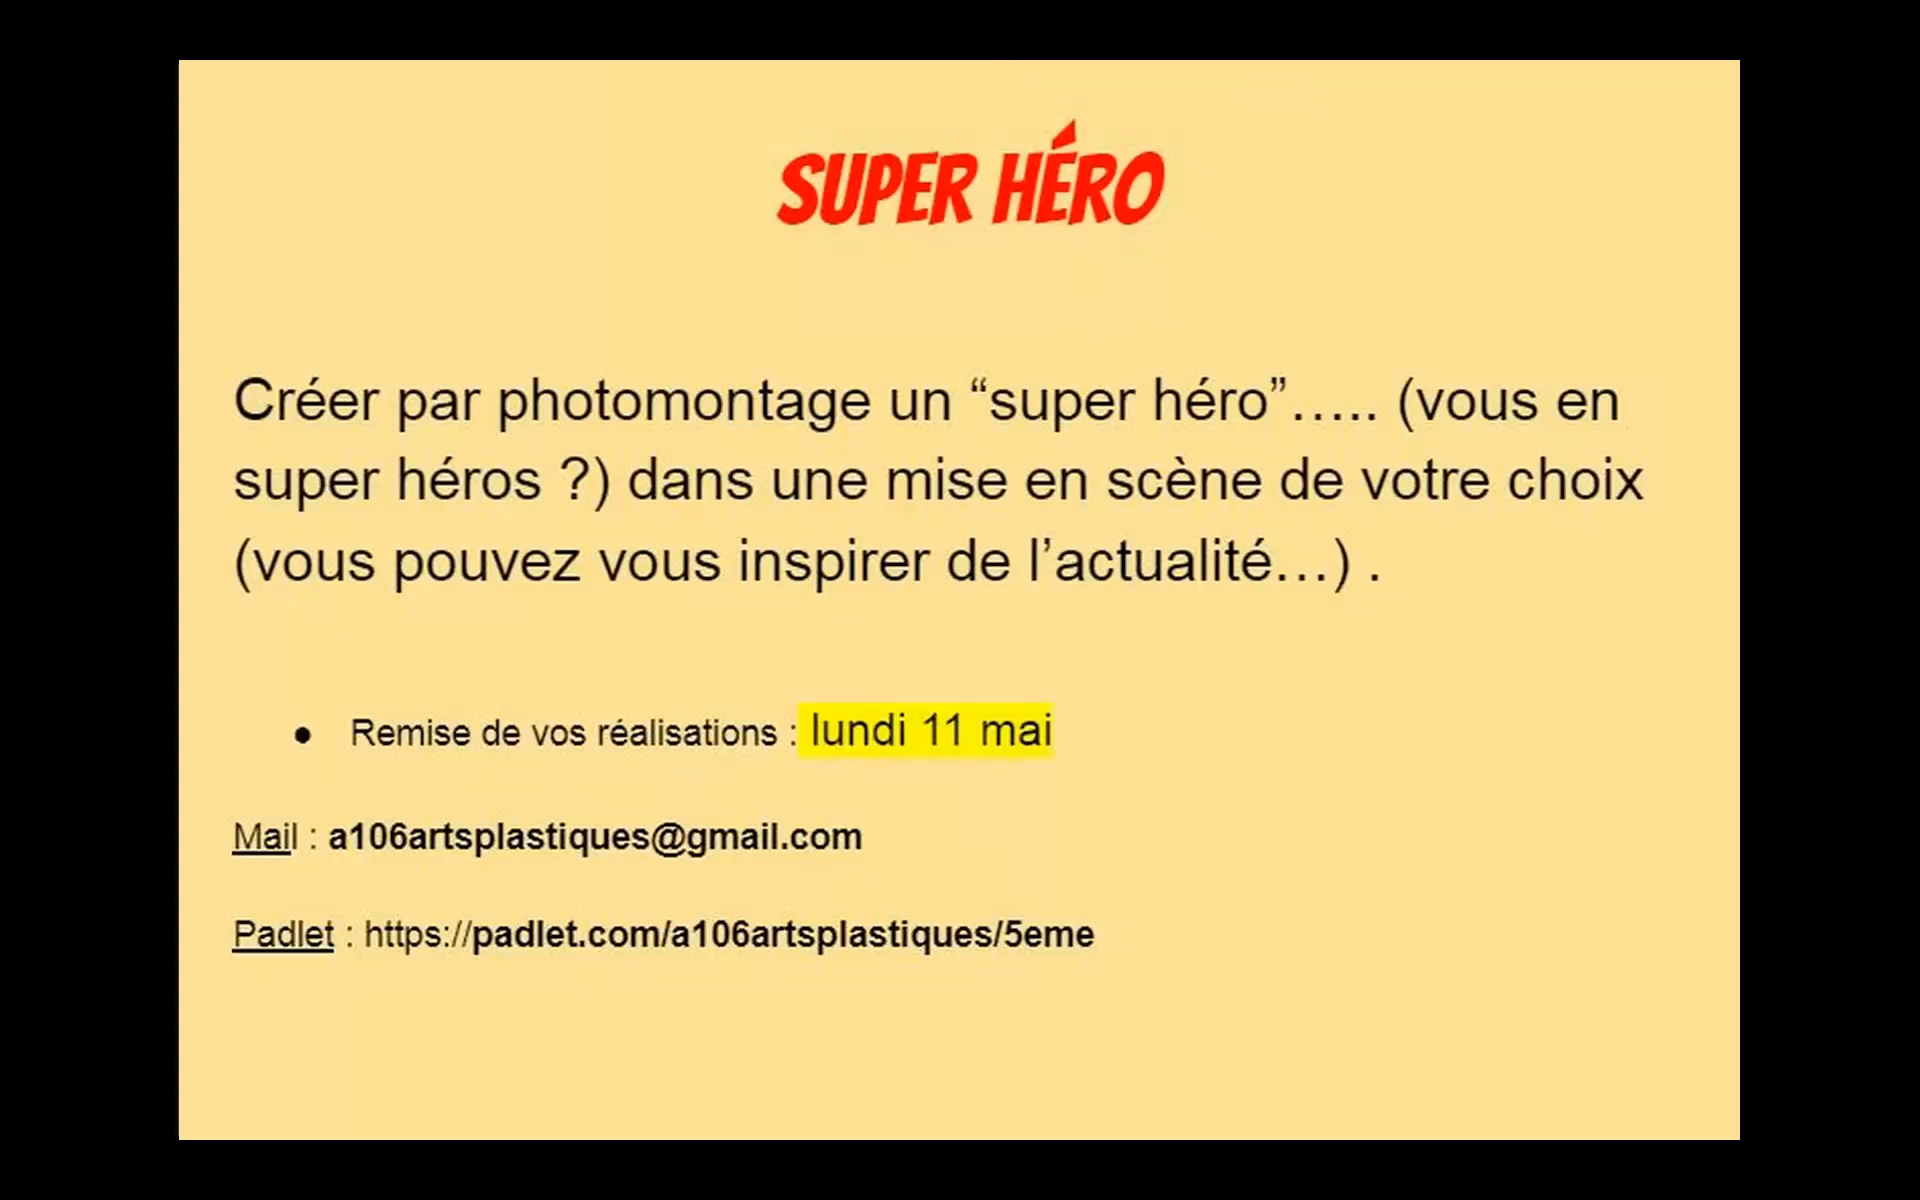 SUPER HÉRO
Créer par photomontage un “super héro”….. (vous en
super héros ?) dans une mise en scène de votre choix
(vous pouvez vous inspirer de l’actualité…) .
● Remise de vos réalisations : lundi 11 mai
Mail : a106artsplastiques@gmail.com
Padlet : https://padlet.com/a106artsplastiques/5eme